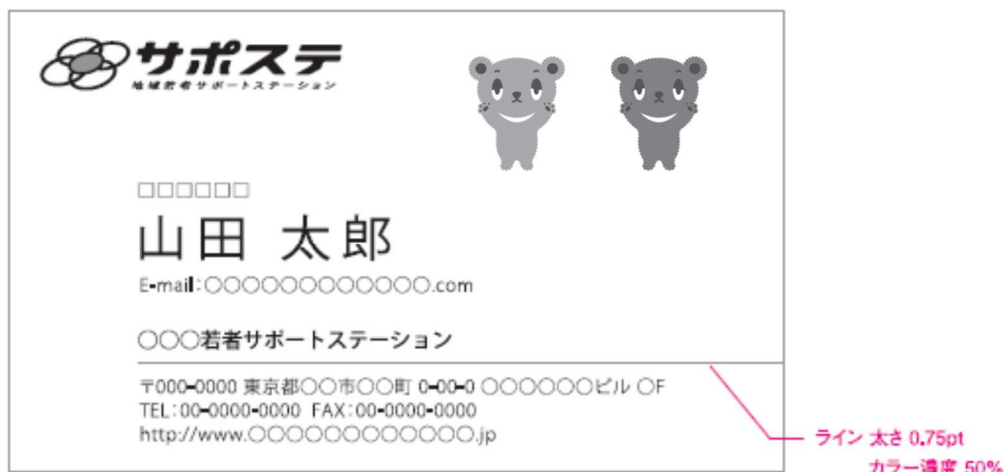 サポステ
地域若者サポートステーション
□□□□□□
山田 太郎
E-mail:○○○○○○○○○○○○.com
○○○若者サポートステーション
〒000-0000 東京都○○市○○町 0-00-0 ○○○○○○ビル ○F
TEL:00-0000-0000 FAX:00-0000-0000
http://www.○○○○○○○○○○○○.jp
ライン 太さ 0.75pt
カラー濃度 50%